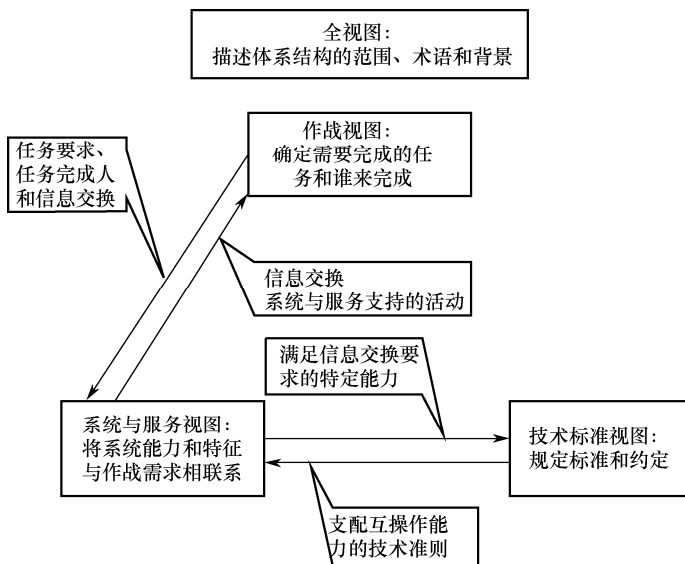 全视图：
描述体系结构的范围、术语和背景
作战视图：
确定需要完成的任
务和谁来完成
任务要求、
任务完成人
和信息交换
信息交换
系统与服务支持的活动
满足信息交换要
求的特定能力
系统与服务视图：
将系统能力和特征
与作战需求相联系
技术标准视图：
规定标准和约定
支配互操作能
力的技术准则